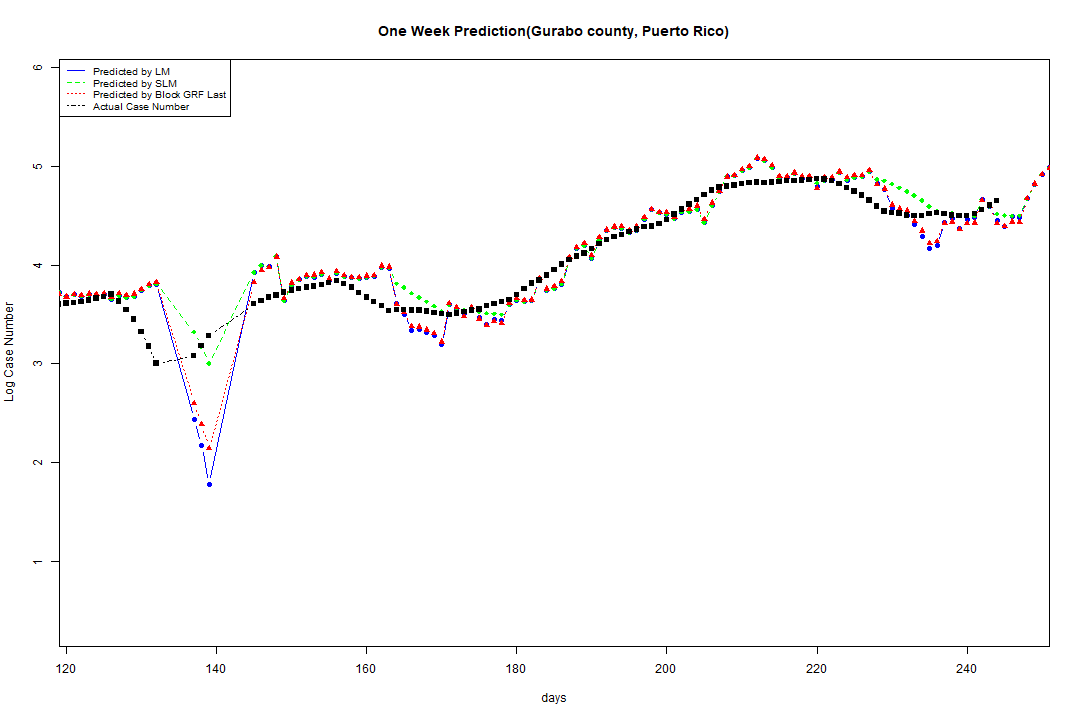 One Week Prediction(Gurabo county, Puerto Rico)
Predicted by LM
Predicted by SLM
Predicted by Block GRF Last
Actual Case Number
6
5
4
3
2
1
Log Case Number
120 140 160 180 200 220 240
days